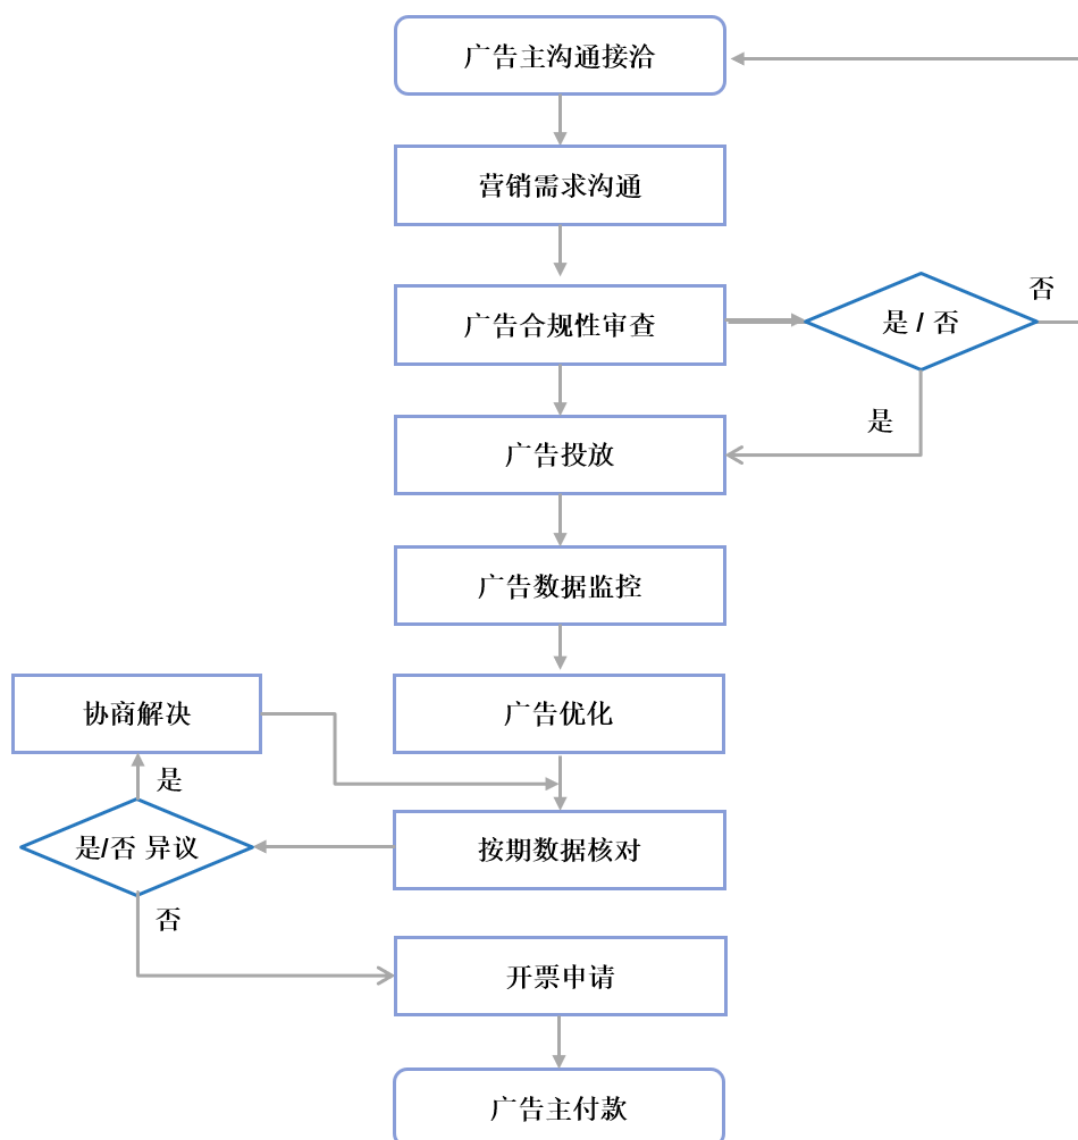 广告主沟通接洽
营销需求沟通
广告合规性审查
是 / 否
否
是
广告投放
广告数据监控
广告优化
协商解决
是
是/否 异议
按期数据核对
否
开票申请
广告主付款